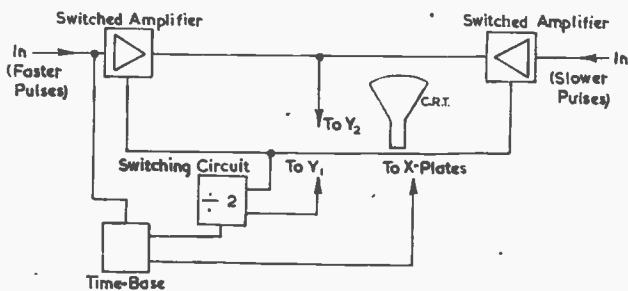 Switched Amplifier
Switched Amplifier
In
(Faster
Pulses)
In
(Slower
Pulses)
C.R.T.
To Y₂
Switching Circuit
To Y₁
To X-Plates
÷ 2
Time-Base